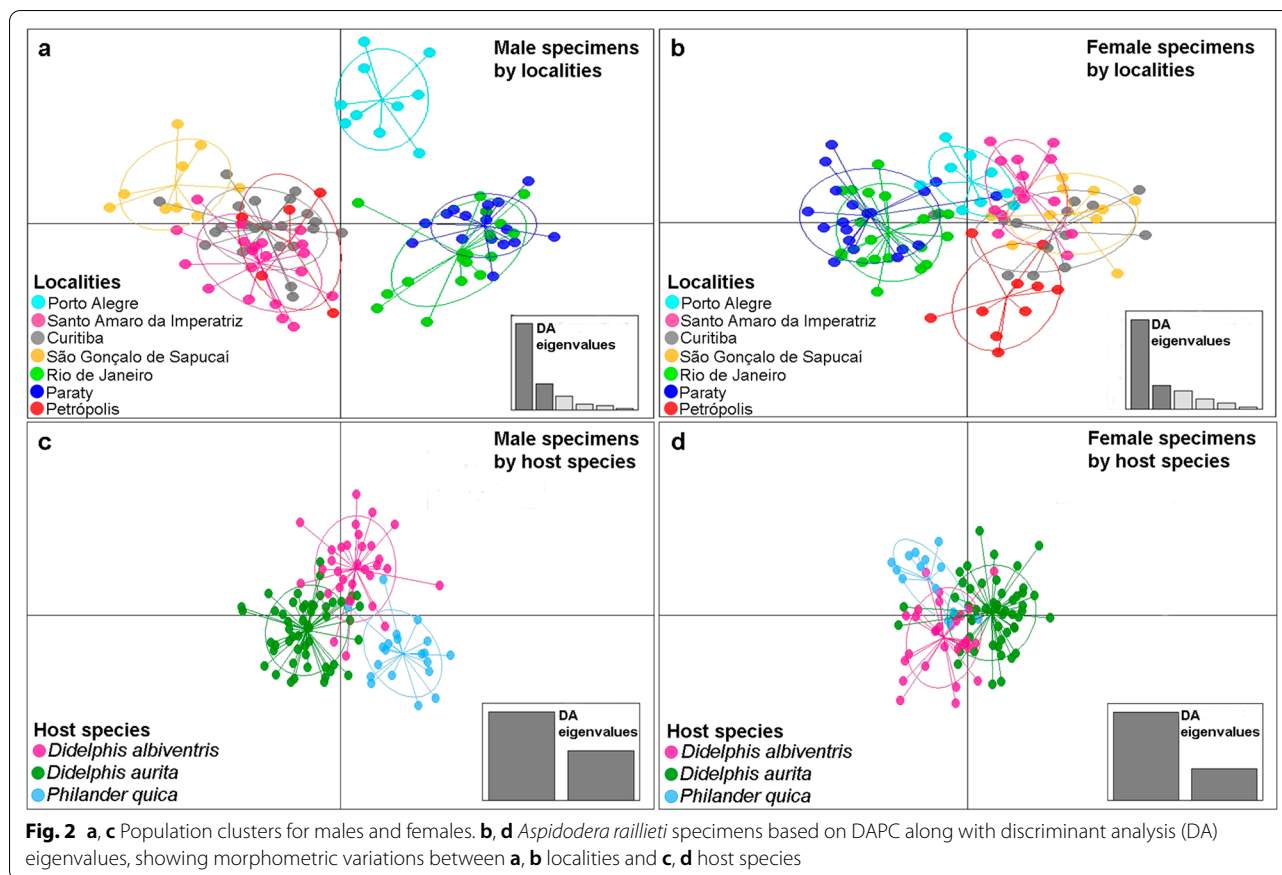 a
Male specimens
by localities
Localities
Porto Alegre
Santo Amaro da Imperatriz
Curitiba
São Gonçalo de Sapucaí
Rio de Janeiro
Paraty
Petrópolis
DA
eigenvalues
b
Female specimens
by localities
Localities
Porto Alegre
Santo Amaro da Imperatriz
Curitiba
São Gonçalo de Sapucaí
Rio de Janeiro
Paraty
Petrópolis
DA
eigenvalues
c
Male specimens
by host species
Host species
Didelphis albiventris
Didelphis aurita
Philander quica
DA
eigenvalues
d
Female specimens
by host species
Host species
Didelphis albiventris
Didelphis aurita
Philander quica
DA
eigenvalues
Fig. 2 a, c Population clusters for males and females. b, d Aspidodera raillieti specimens based on DAPC along with discriminant analysis (DA)
eigenvalues, showing morphometric variations between a, b localities and c, d host species